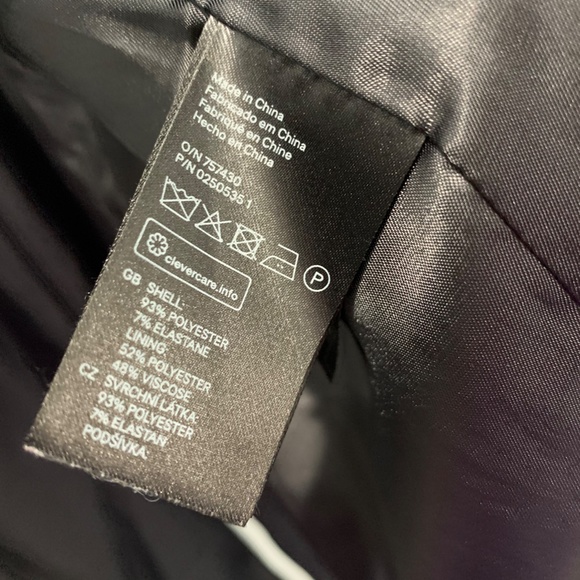 Made in China
Fabricado em China
Fabriqué en Chine
Hecho en China
O/N 757430
P/N 0250535 1
P
clevercare.info
GB SHELL:
93% POLYESTER
7% ELASTANE
LINING:
52% POLYESTER
48% VISCOSE
CZ SVRCHNÍ LÁTKA:
93% POLYESTER
7% ELASTAN
PODŠÍVKA: